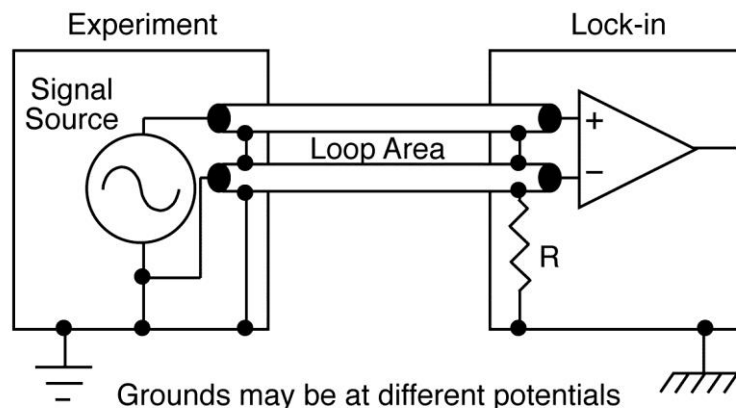 Experiment
Lock-in
Signal
Source
+
Loop Area
−
R
Grounds may be at different potentials